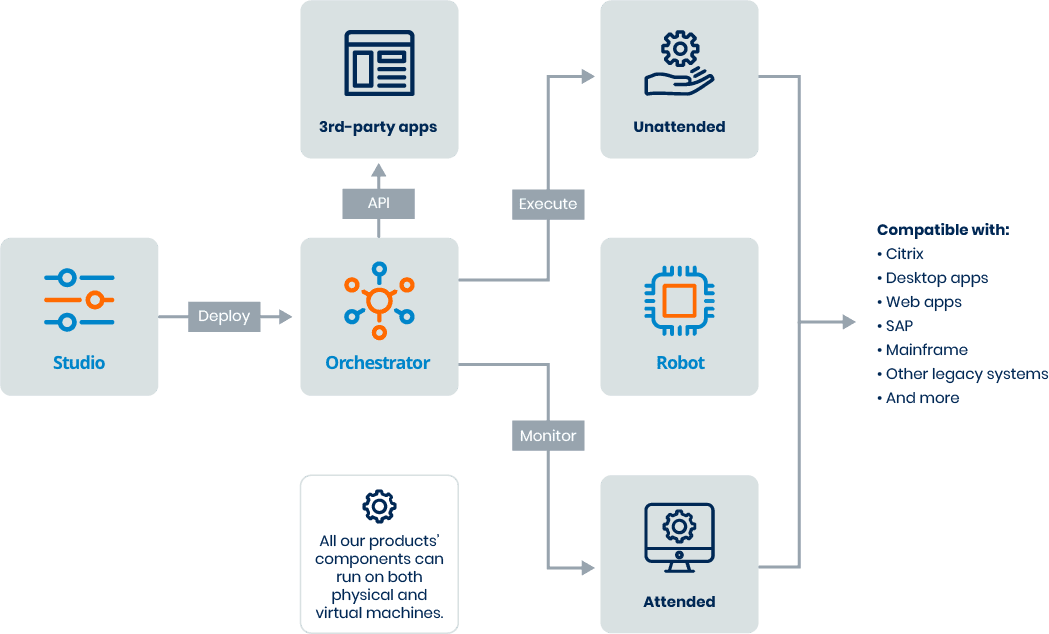 3rd-party apps
Unattended
API
Execute
Studio
Deploy
Orchestrator
Robot
Compatible with:
• Citrix
• Desktop apps
• Web apps
• SAP
• Mainframe
• Other legacy systems
• And more
Monitor
All our products’
components can
run on both
physical and
virtual machines.
Attended